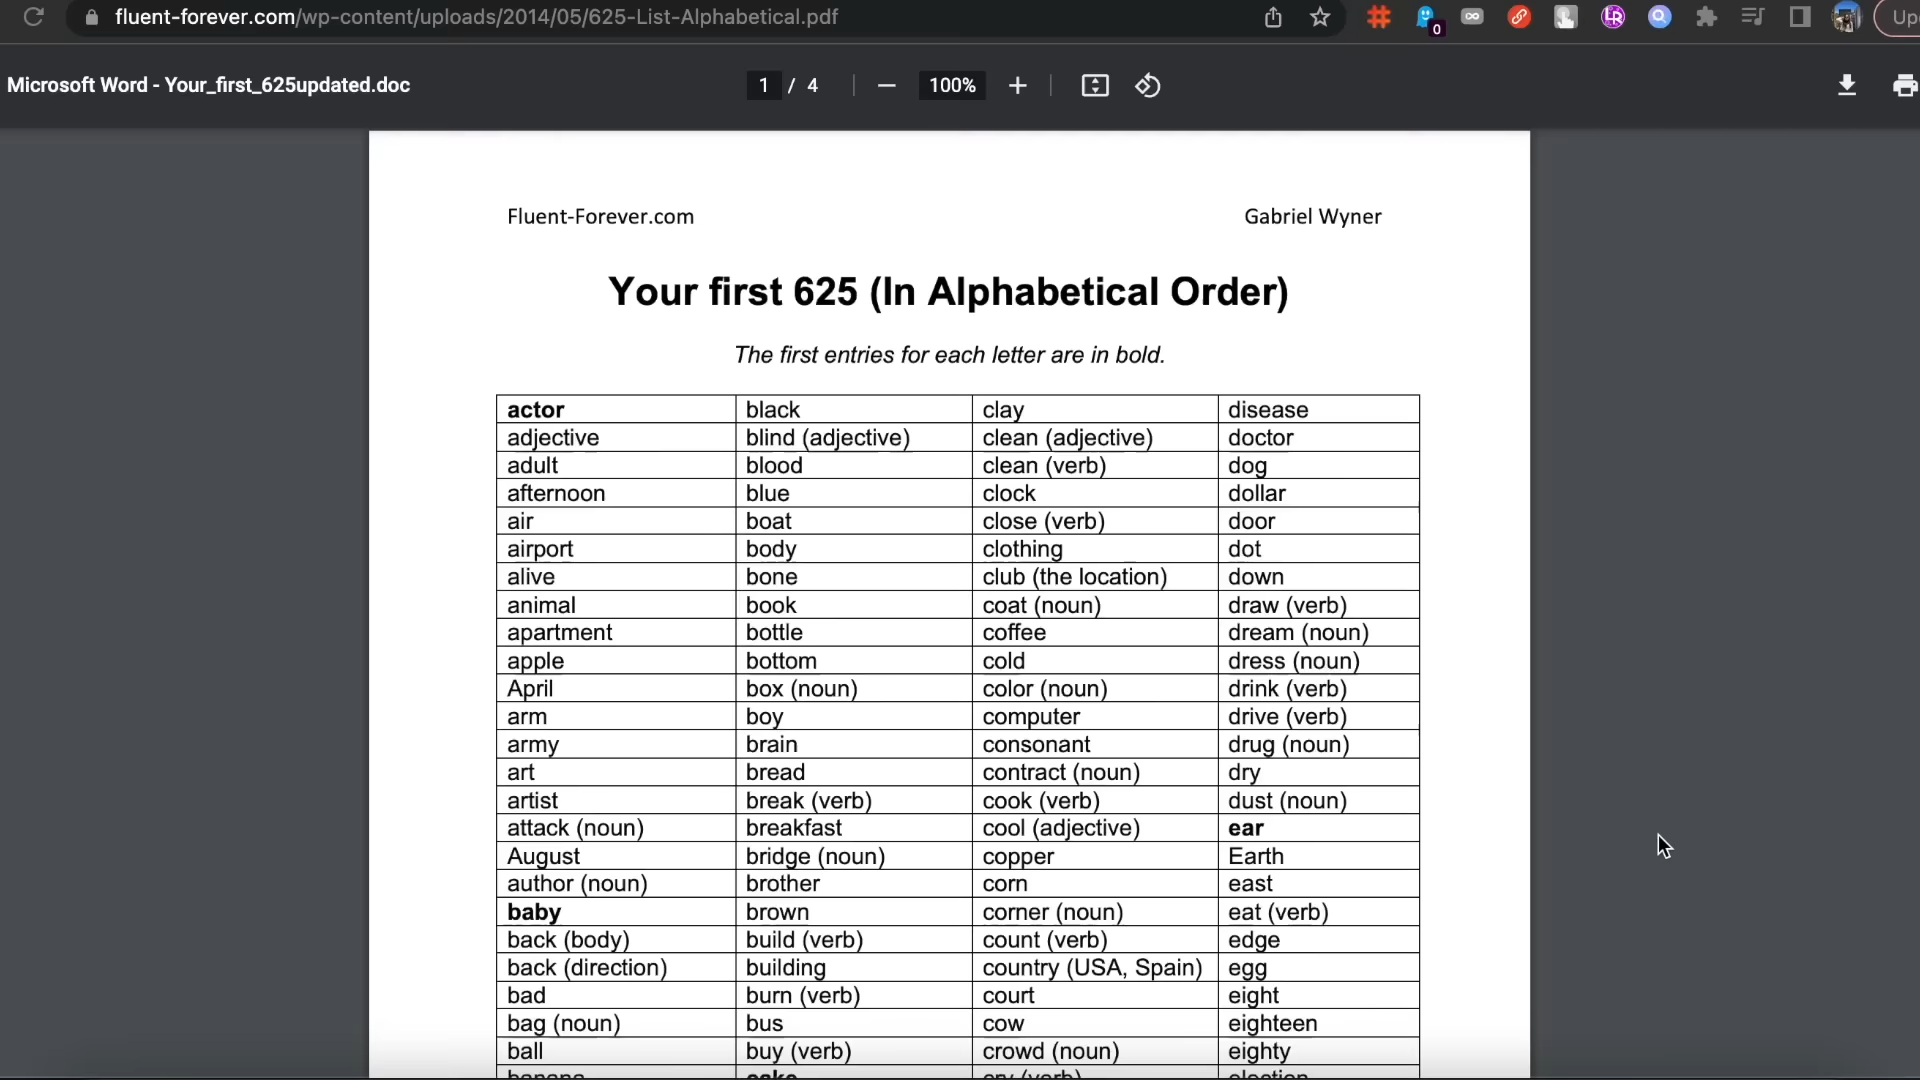 fluent-forever.com/wp-content/uploads/2014/05/625-List-Alphabetical.pdf
0
LR
Microsoft Word - Your_first_625updated.doc
1 / 4
100%
Fluent-Forever.com Gabriel Wyner
Your first 625 (In Alphabetical Order)
The first entries for each letter are in bold.
actor black clay disease
adjective blind (adjective) clean (adjective) doctor
adult blood clean (verb) dog
afternoon blue clock dollar
air boat close (verb) door
airport body clothing dot
alive bone club (the location) down
animal book coat (noun) draw (verb)
apartment bottle coffee dream (noun)
apple bottom cold dress (noun)
April box (noun) color (noun) drink (verb)
arm boy computer drive (verb)
army brain consonant drug (noun)
art bread contract (noun) dry
artist break (verb) cook (verb) dust (noun)
attack (noun) breakfast cool (adjective) ear
August bridge (noun) copper Earth
author (noun) brother corn east
baby brown corner (noun) eat (verb)
back (body) build (verb) count (verb) edge
back (direction) building country (USA, Spain) egg
bad burn (verb) court eight
bag (noun) bus cow eighteen
ball buy (verb) crowd (noun) eighty
banana cake cry (verb) election